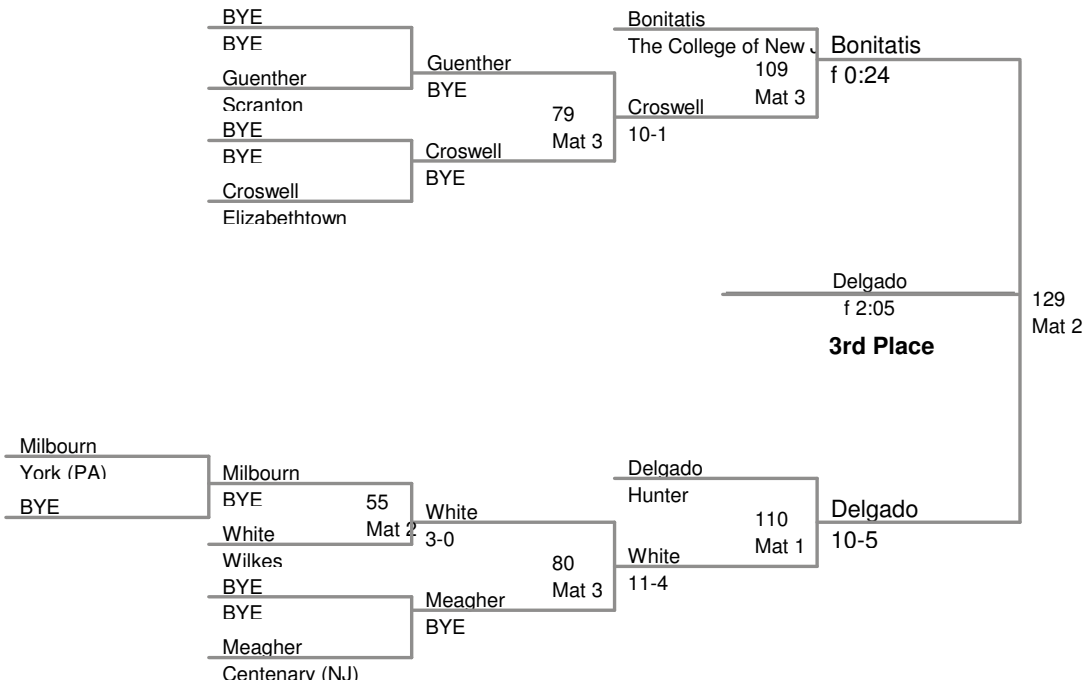 BYE
BYE
Guenther
Scranton
BYE
BYE
Croswell
Elizabethtown
Guenther
BYE
79
Mat 3
Croswell
BYE
Bonitatis
The College of New J
109
Mat 3
Croswell
10-1
Bonitatis
f 0:24
Delgado
f 2:05
3rd Place
129
Mat 2
Milbourn
York (PA)
BYE
Milbourn
BYE
55
Mat 2
White
Wilkes
BYE
BYE
Meagher
Centenary (NJ)
White
3-0
80
Mat 3
Meagher
BYE
Delgado
Hunter
110
Mat 1
White
11-4
Delgado
10-5